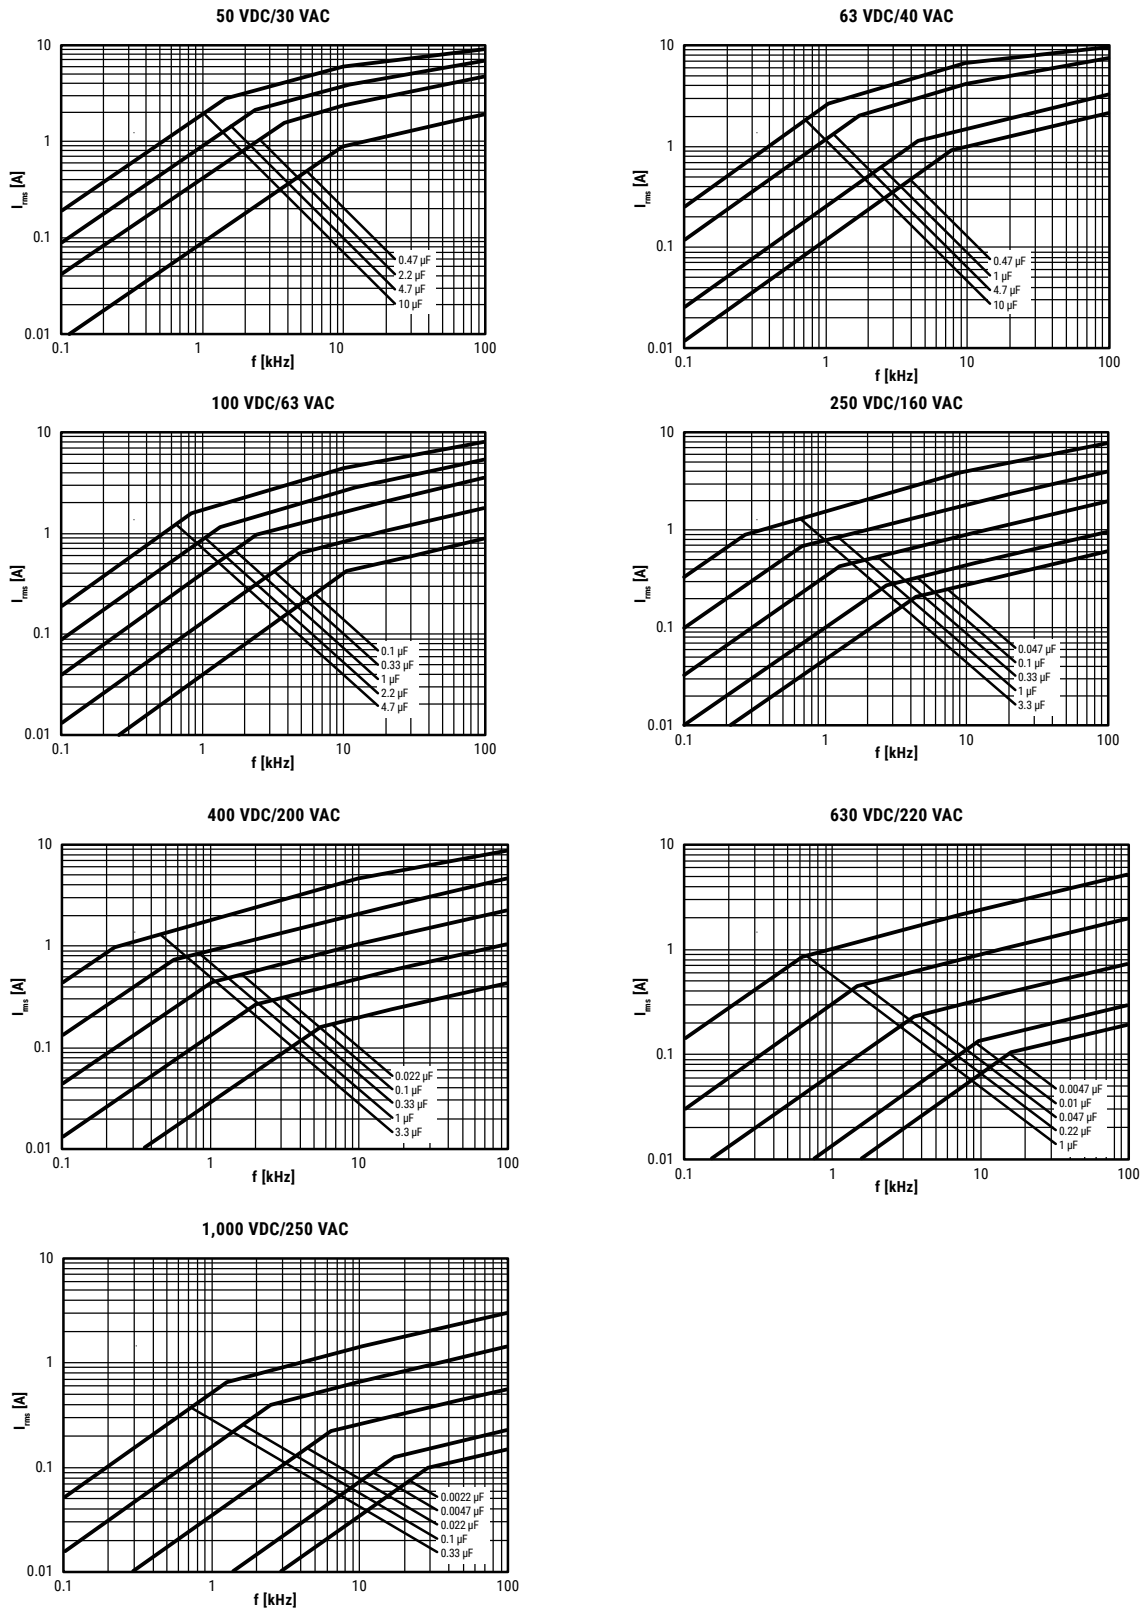 50 VDC/30 VAC
10
1
0.1
0.01
I rms [A]
0.47 µF
2.2 µF
4.7 µF
10 µF
0.1
1
10
100
f [kHz]
63 VDC/40 VAC
10
1
0.1
0.01
I rms [A]
0.47 µF
1 µF
4.7 µF
10 µF
0.1
1
10
100
f [kHz]
100 VDC/63 VAC
10
1
0.1
0.01
I rms [A]
0.1 µF
0.33 µF
1 µF
2.2 µF
4.7 µF
0.1
1
10
100
f [kHz]
250 VDC/160 VAC
10
1
0.1
0.01
I rms [A]
0.047 µF
0.1 µF
0.33 µF
1 µF
3.3 µF
0.1
1
10
100
f [kHz]
400 VDC/200 VAC
10
1
0.1
0.01
I rms [A]
0.022 µF
0.1 µF
0.33 µF
1 µF
3.3 µF
0.1
1
10
100
f [kHz]
630 VDC/220 VAC
10
1
0.1
0.01
I rms [A]
0.0047 µF
0.01 µF
0.047 µF
0.22 µF
1 µF
0.1
1
10
100
f [kHz]
1,000 VDC/250 VAC
10
1
0.1
0.01
I rms [A]
0.0022 µF
0.0047 µF
0.022 µF
0.1 µF
0.33 µF
0.1
1
10
100
f [kHz]